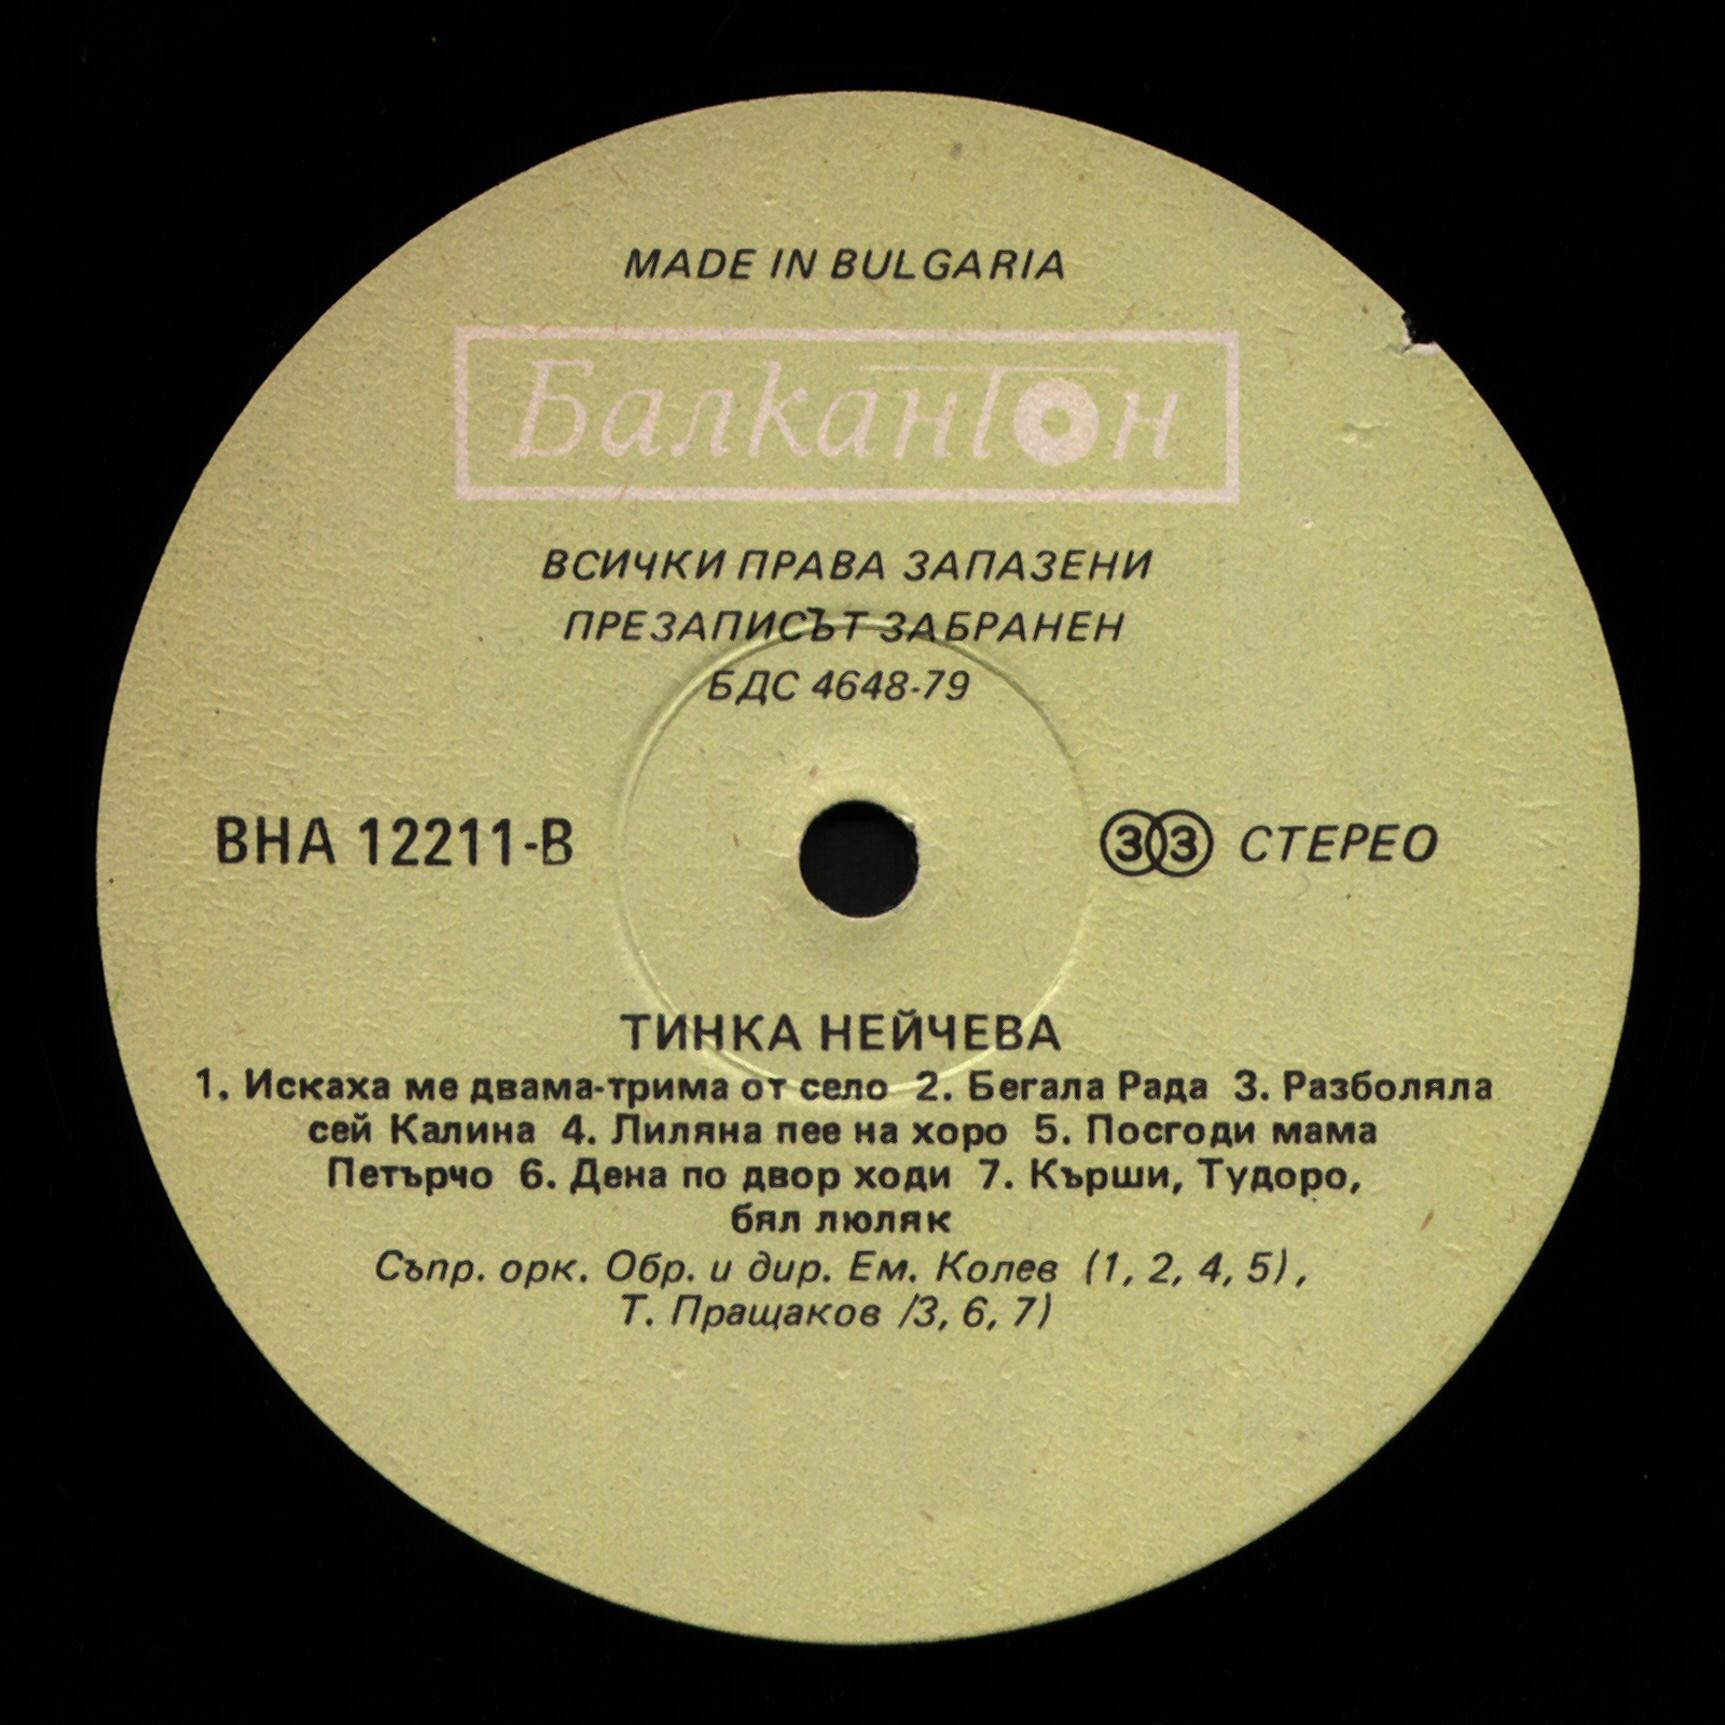 MADE IN BULGARIA
Балкантон
ВСИЧКИ ПРАВА ЗАПАЗЕНИ
ПРЕЗАПИСЪТ ЗАБРАНЕН
БДС 4648-79
ВНА 12211-В
33 СТЕРЕО
ТИНКА НЕЙЧЕВА
1. Искаха ме двама-трима от село 2. Бегала Рада 3. Разболяла
сей Калина 4. Лиляна пее на хоро 5. Посгоди мама
Петърчо 6. Дена по двор ходи 7. Кърши, Тудоро,
бял люляк
Съпр. орк. Обр. и дир. Ем. Колев (1, 2, 4, 5),
Т. Пращаков /3, 6, 7)